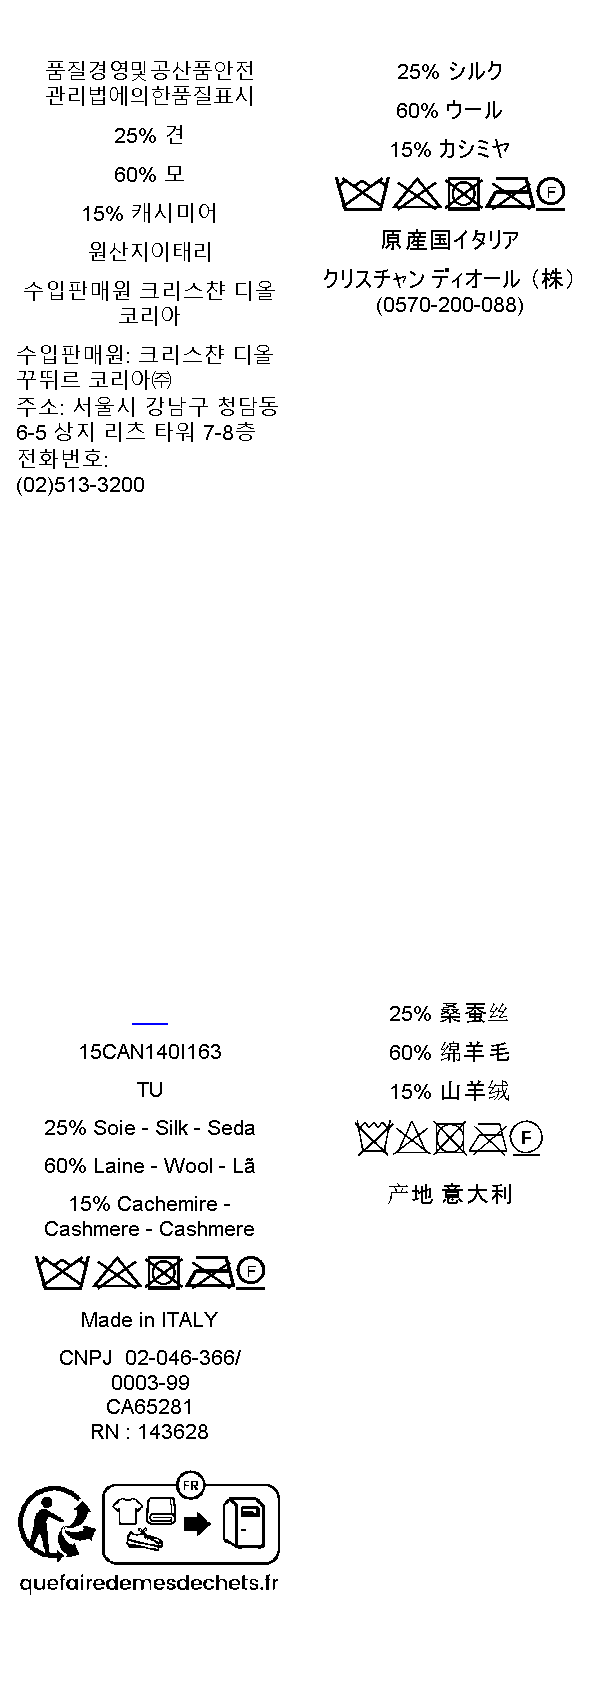 품질경영및공산품안전
관리법에의한품질표시
25% 견
60% 모
15% 캐시미어
원산지이태리
수입판매원 크리스챤 디올
코리아
수입판매원: 크리스챤 디올
꾸뛰르 코리아㈜
주소: 서울시 강남구 청담동
6-5 상지 리츠 타워 7-8층
전화번호:
(02)513-3200
25% シルク
60% ウール
15% カシミヤ
F
原産国イタリア
クリスチャン ディオール（株）
(0570-200-088)
15CAN140I163
TU
25% Soie - Silk - Seda
60% Laine - Wool - Lã
15% Cachemire -
Cashmere - Cashmere
F
Made in ITALY
CNPJ  02-046-366/
0003-99
CA65281
RN : 143628
FR
quefairedemesdechets.fr
25% 桑蚕丝
60% 绵羊毛
15% 山羊绒
F
产地 意大利